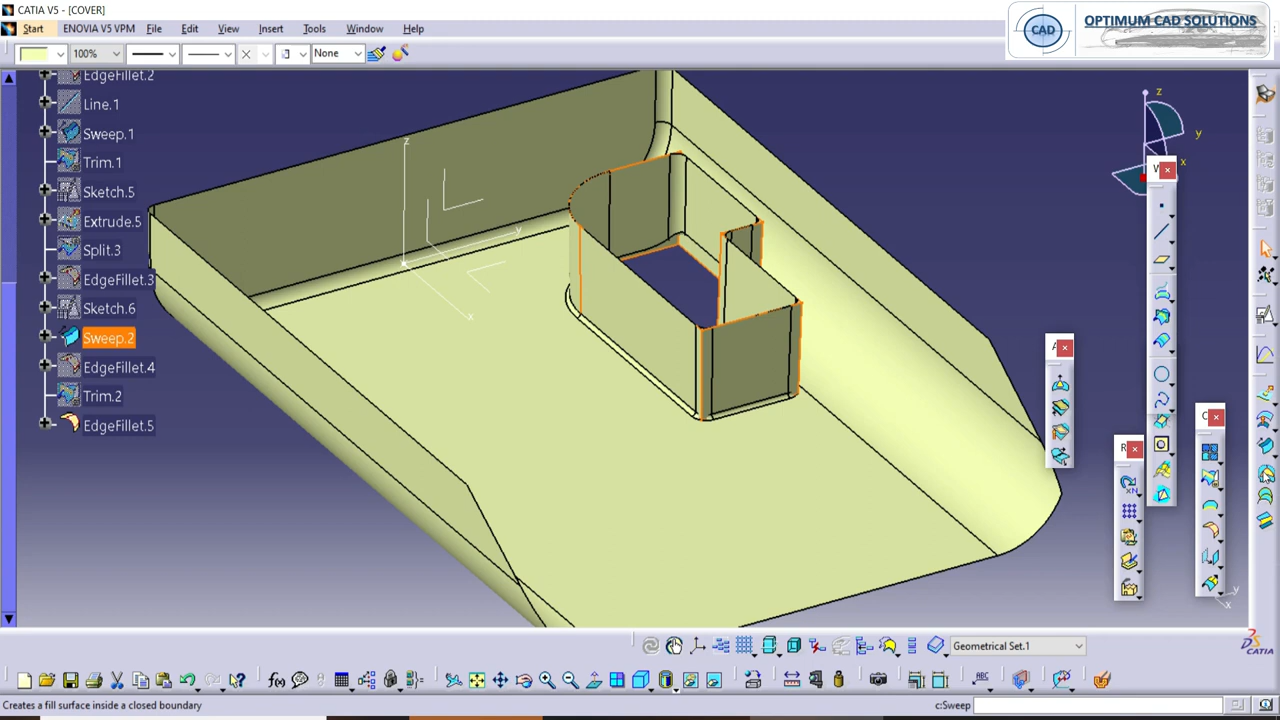 CATIA V5 - [COVER]
Start ENOVIA V5 VPM File Edit View Insert Tools Window Help
CAD
OPTIMUM CAD SOLUTIONS
100%
None
EdgeFillet.2
Line.1
Sweep.1
Trim.1
Sketch.5
Extrude.5
Split.3
EdgeFillet.3
Sketch.6
Sweep.2
EdgeFillet.4
Trim.2
EdgeFillet.5
z
y
x
z
y
x
W
A
R
C
y
x
Geometrical Set.1
CATIA
Creates a fill surface inside a closed boundary
c:Sweep